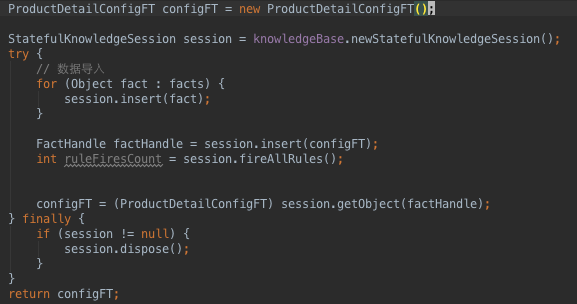 ProductDetailConfigFT configFT = new ProductDetailConfigFT();
StatefulKnowledgeSession session = knowledgeBase.newStatefulKnowledgeSession();
try {
// 数据导入
for (Object fact : facts) {
session.insert(fact);
}
FactHandle factHandle = session.insert(configFT);
int ruleFiresCount = session.fireAllRules();
configFT = (ProductDetailConfigFT) session.getObject(factHandle);
} finally {
if (session != null) {
session.dispose();
}
}
return configFT;